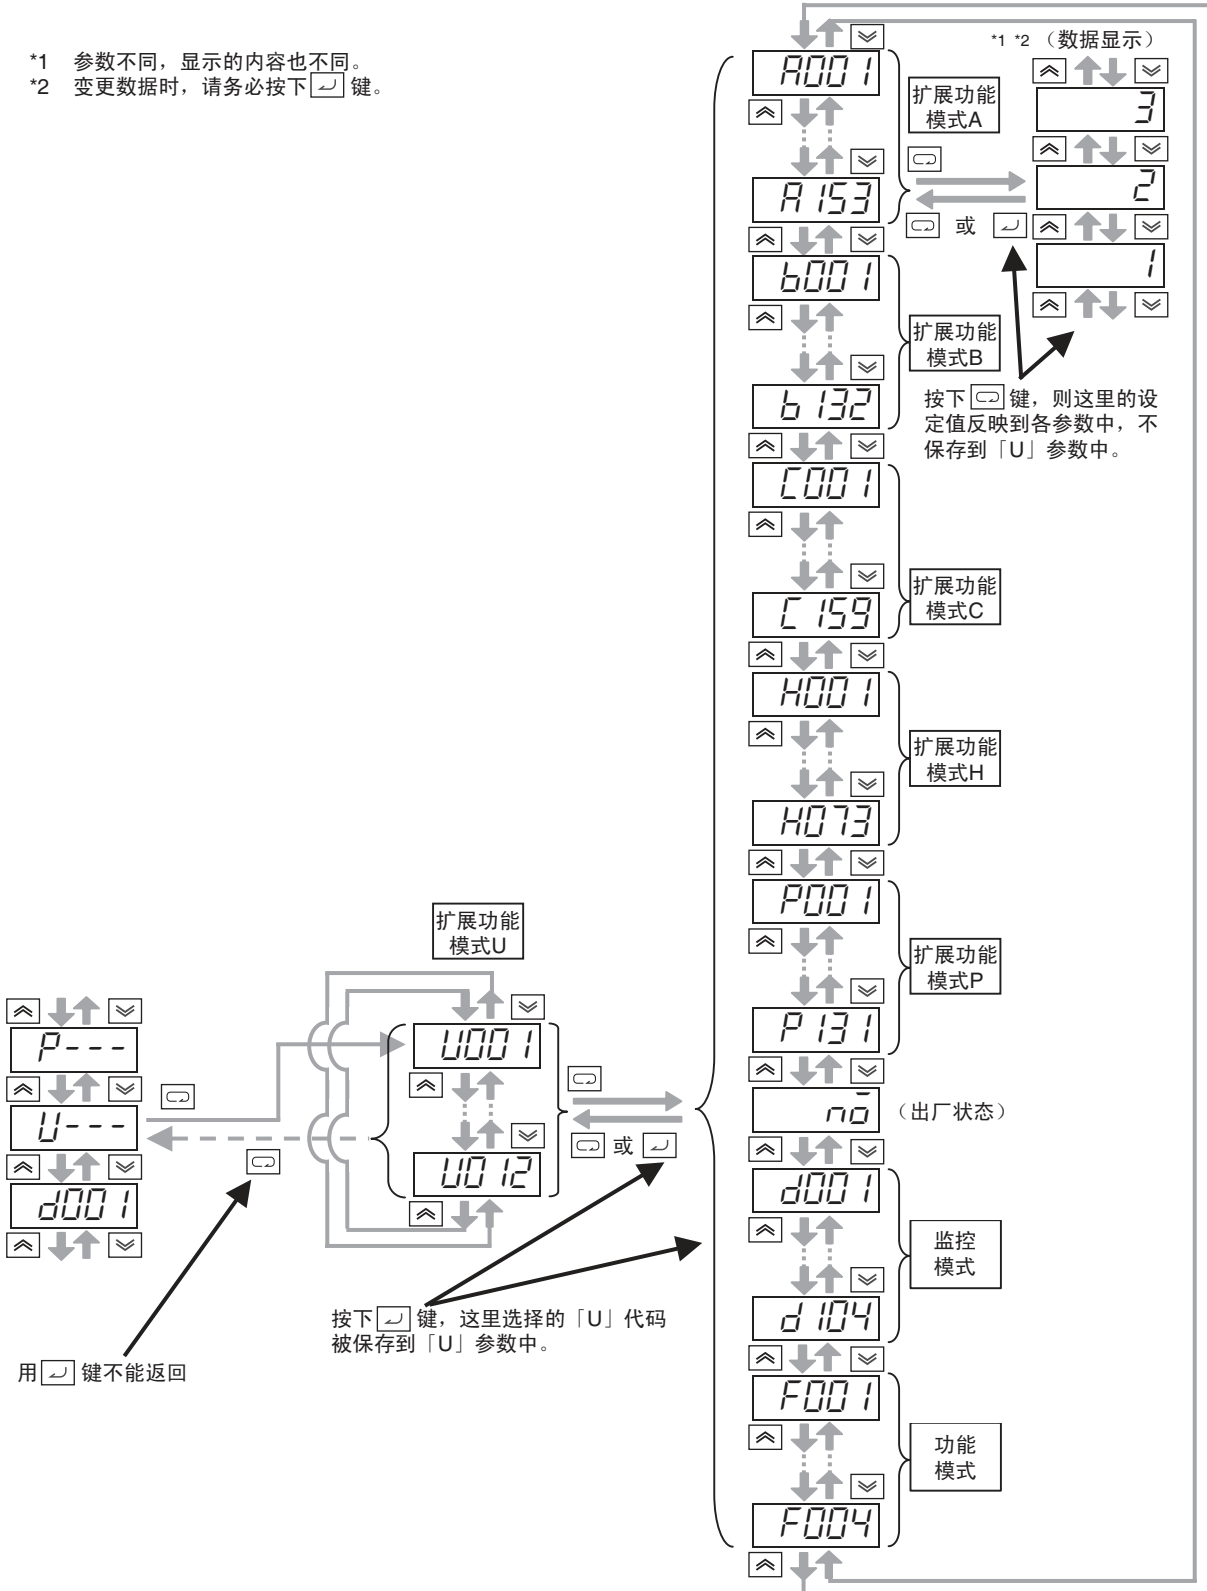 *1 参数不同，显示的内容也不同。
*2 变更数据时，请务必按下 键。
*1 *2 （数据显示）
A001
扩展功能
模式A
A153
或
3
2
1
b001
扩展功能
模式B
b132
按下 键，则这里的设
定值反映到各参数中，不
保存到「U」参数中。
C001
扩展功能
模式C
C159
H001
扩展功能
模式H
H073
P001
扩展功能
模式P
P131
no
（出厂状态）
d001
监控
模式
d104
F001
功能
模式
F004
扩展功能
模式U
U001
U012
或
P---
U---
d001
按下 键，这里选择的「U」代码
被保存到「U」参数中。
用 键不能返回